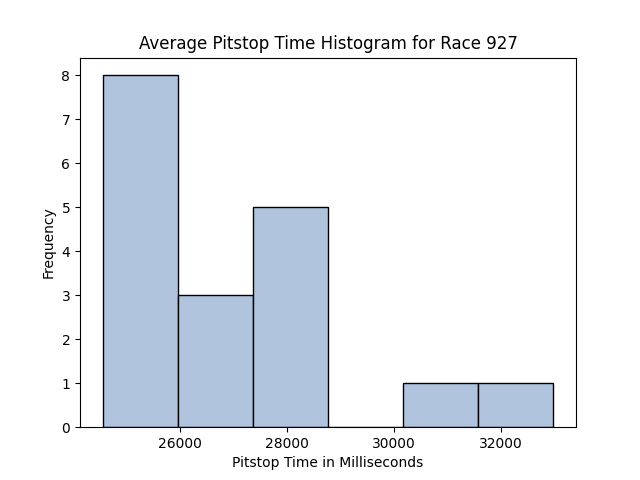 Average Pitstop Time Histogram for Race 927
8
7
6
5
4
3
2
1
0
Frequency
26000 28000 30000 32000
Pitstop Time in Milliseconds